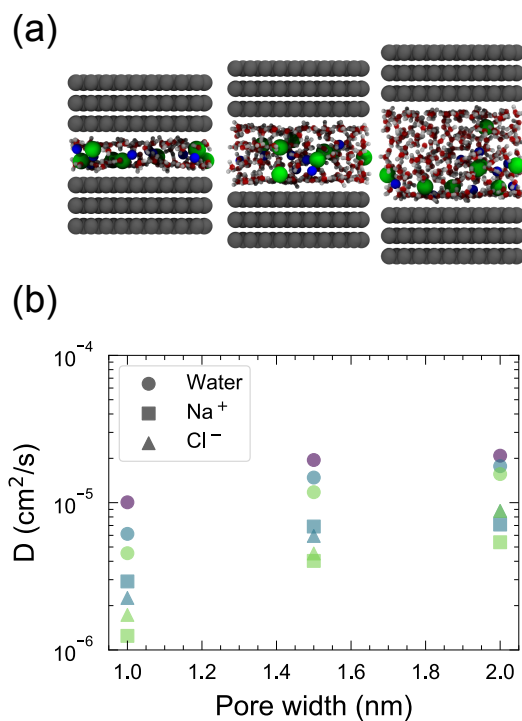 (a)
(b)
10⁻⁴
Water
Na⁺
Cl⁻
D (cm²/s)
10⁻⁵
10⁻⁶
1.0 1.2 1.4 1.6 1.8 2.0
Pore width (nm)